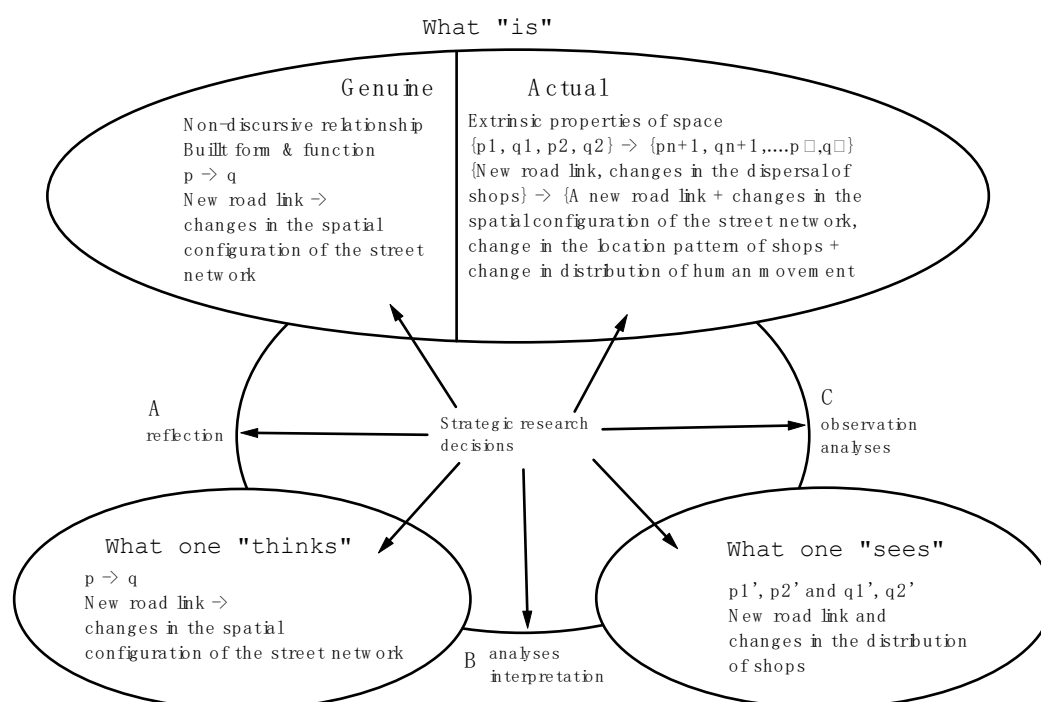 What "is"
Genuine
Non-discursive relationship
Buillt form & function
p -> q
New road link ->
changes in the spatial
configuration of the street
network
Actual
Extrinsic properties of space
{p1, q1, p2, q2} -> {pn+1, qn+1,....p□,q□}
{New road link, changes in the dispersal of
shops} -> {A new road link + changes in the
spatial configuration of the street network,
change in the location pattern of shops +
change in distribution of human movement
A
reflection
Strategic research
decisions
C
observation
analyses
What one "thinks"
p -> q
New road link ->
changes in the spatial
configuration of the street network
B analyses
interpretation
What one "sees"
p1', p2' and q1', q2'
New road link and
changes in the distribution
of shops